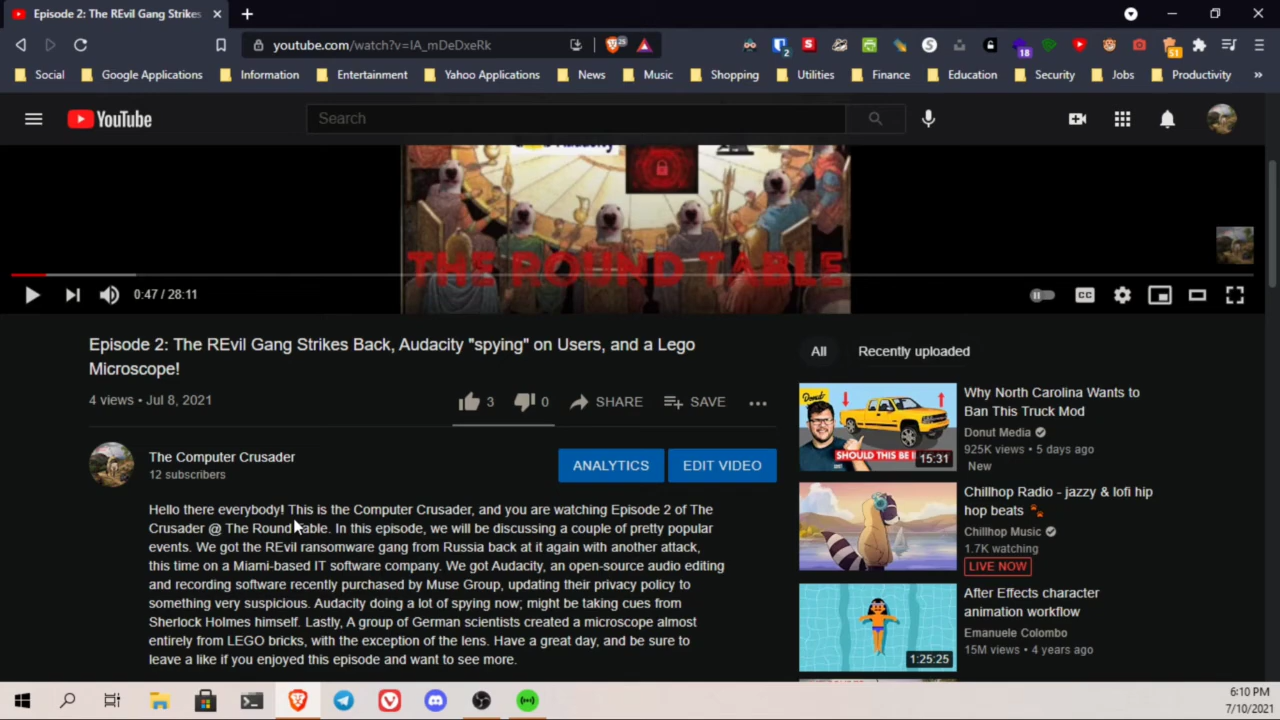 Episode 2: The REvil Gang Strikes
youtube.com/watch?v=IA_mDeDxeRk
25
2
18
51
Social
Google Applications
Information
Entertainment
Yahoo Applications
News
Music
Shopping
Utilities
Finance
Education
Security
Jobs
Productivity
»
YouTube
Search
THE ROUND TABLE
0:47 / 28:11
CC
Episode 2: The REvil Gang Strikes Back, Audacity "spying" on Users, and a Lego
Microscope!
4 views • Jul 8, 2021
3
0
SHARE
SAVE
The Computer Crusader
12 subscribers
ANALYTICS
EDIT VIDEO
Hello there everybody! This is the Computer Crusader, and you are watching Episode 2 of The
Crusader @ The Round Table. In this episode, we will be discussing a couple of pretty popular
events. We got the REvil ransomware gang from Russia back at it again with another attack,
this time on a Miami-based IT software company. We got Audacity, an open-source audio editing
and recording software recently purchased by Muse Group, updating their privacy policy to
something very suspicious. Audacity doing a lot of spying now; might be taking cues from
Sherlock Holmes himself. Lastly, A group of German scientists created a microscope almost
entirely from LEGO bricks, with the exception of the lens. Have a great day, and be sure to
leave a like if you enjoyed this episode and want to see more.
All
Recently uploaded
Donut
SHOULD THIS BE
15:31
Why North Carolina Wants to
Ban This Truck Mod
Donut Media
925K views • 5 days ago
New
Chillhop Radio - jazzy & lofi hip
hop beats
Chillhop Music
1.7K watching
LIVE NOW
1:25:25
After Effects character
animation workflow
Emanuele Colombo
15M views • 4 years ago
6:10 PM
7/10/2021